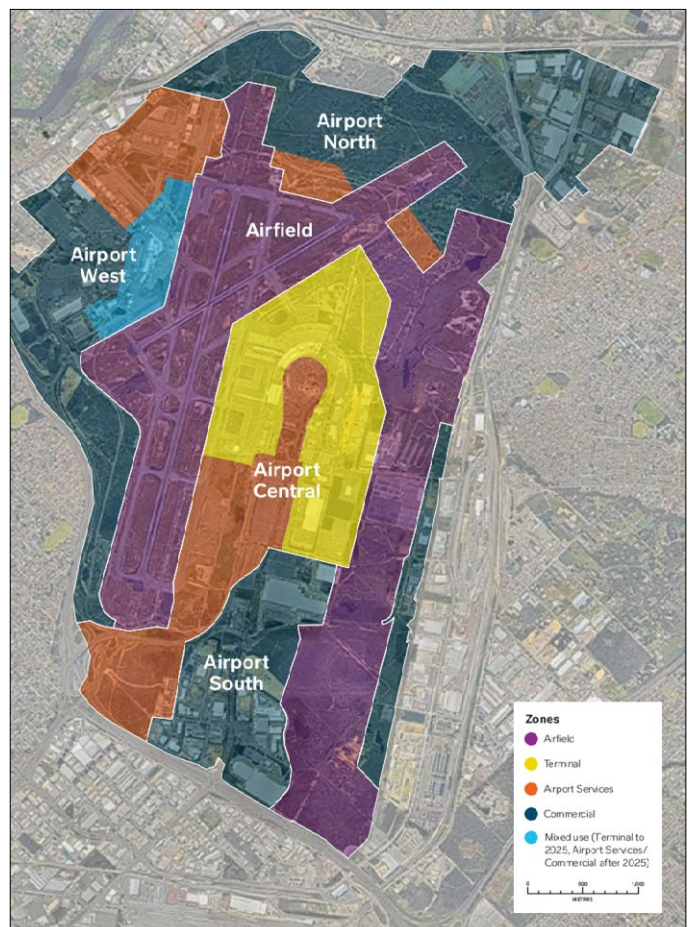 Airport
North
Airfield
Airport
West
Airport
Central
Airport
South
Zones
Airfield
Terminal
Airport Services
Commercial
Mixed use (Terminal to
2025, Airport Services/
Commercial after 2025)
0 500 1,000
METRES